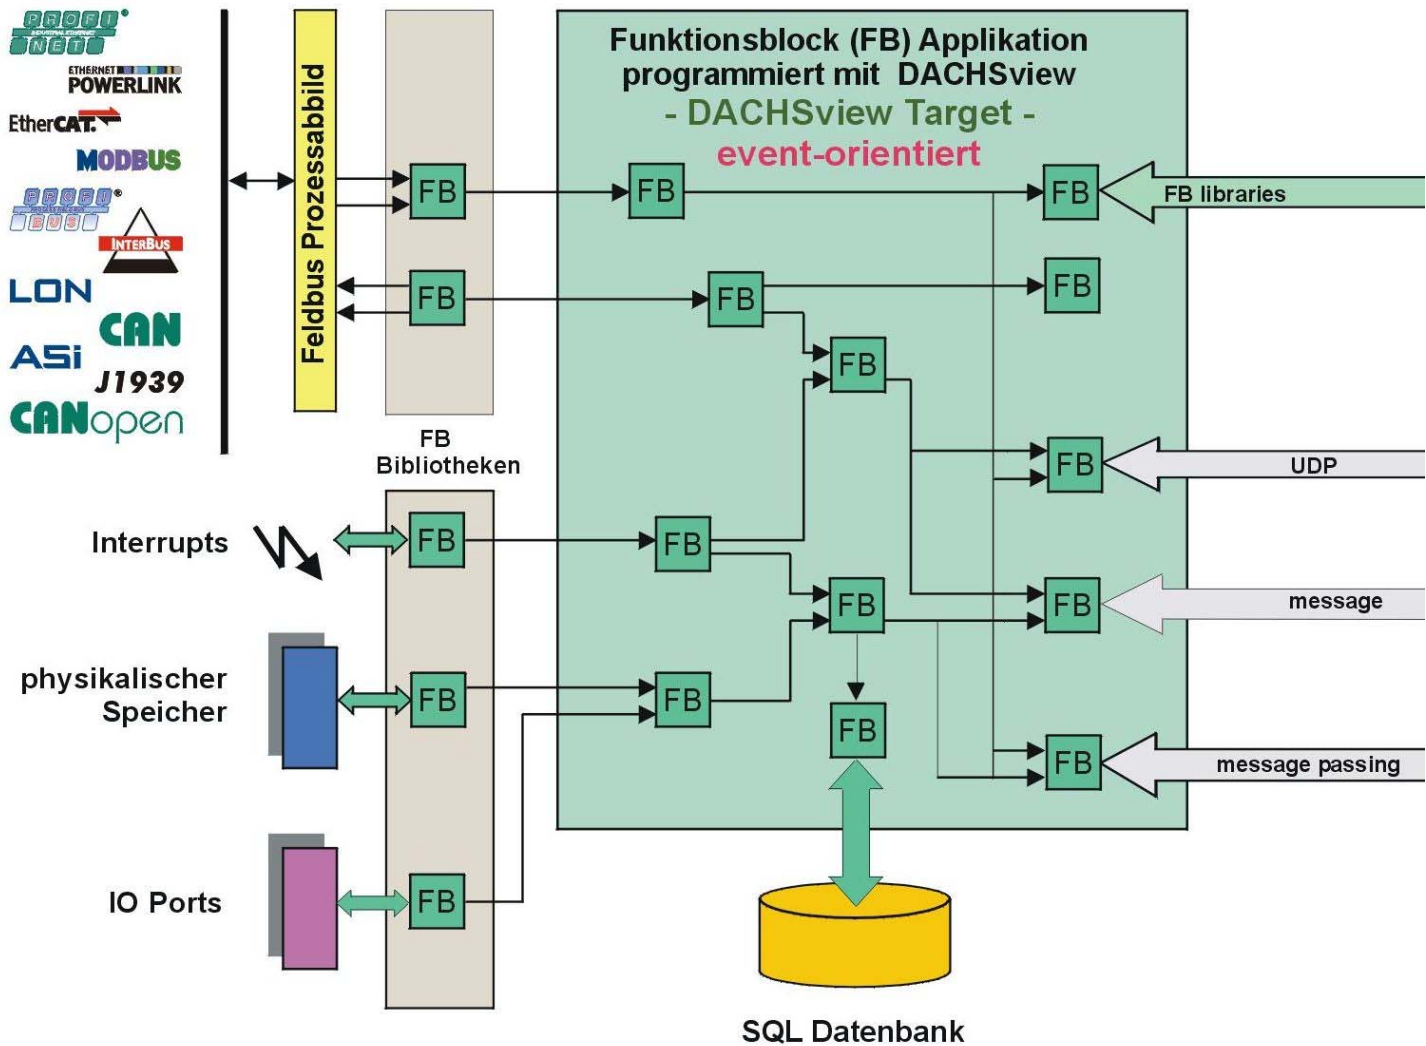 PROFI®
INDUSTRIAL ETHERNET
NET
ETHERNET
POWERLINK
EtherCAT.
MODBUS
PROFI®
BUS
INTERBUS
LON
CAN
ASi
J1939
CANopen
Feldbus Prozessabbild
FB
FB
FB
Bibliotheken
Funktionsblock (FB) Applikation
programmiert mit DACHSview
- DACHSview Target -
event-orientiert
FB
FB
FB libraries
FB
FB
FB
FB
UDP
Interrupts
FB
FB
FB
FB
message
physikalischer
Speicher
FB
FB
FB
FB
message passing
IO Ports
FB
SQL Datenbank